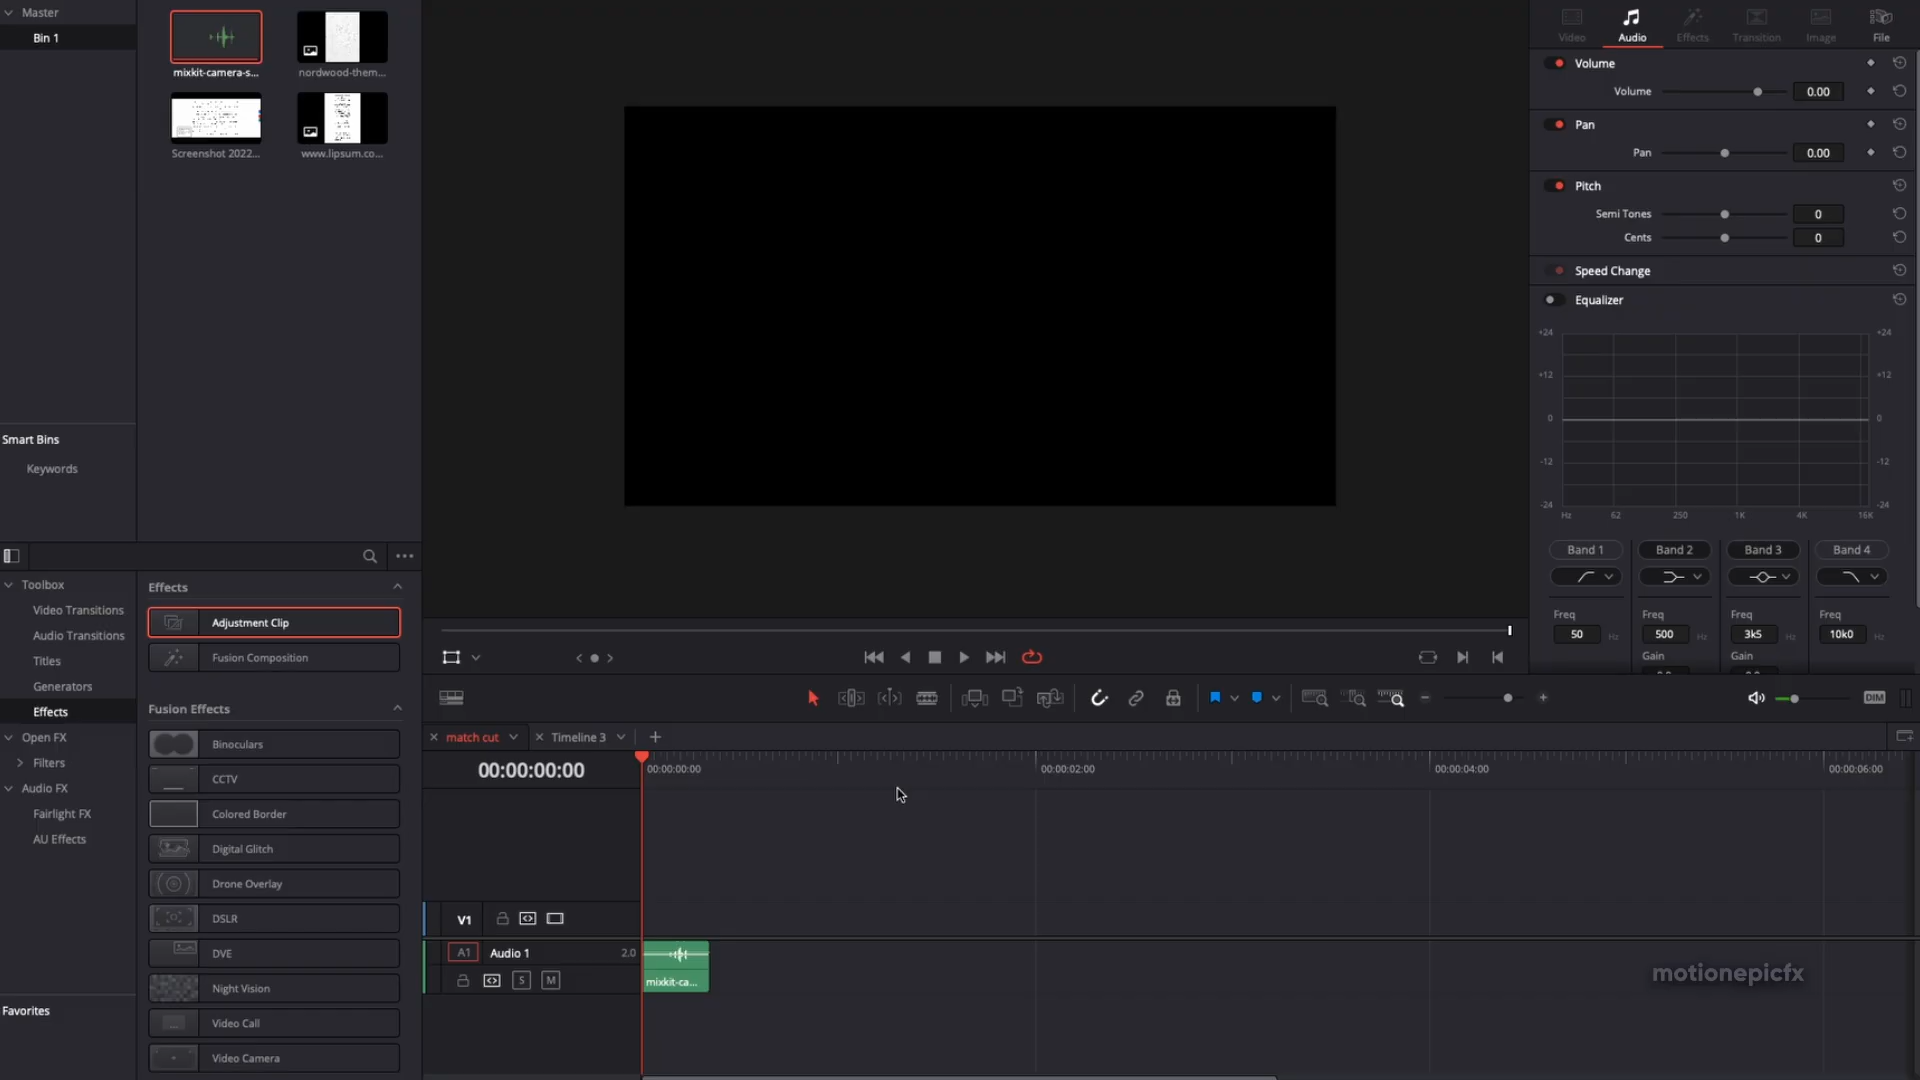 Master
Bin 1
mixkit-camera-s...
nordwood-them...
Screenshot 2022...
www.lipsum.co...
Smart Bins
Keywords
Video
Audio
Effects
Transition
Image
File
Volume
Volume
0.00
Pan
Pan
0.00
Pitch
Semi Tones
0
Cents
0
Speed Change
Equalizer
+24
+24
+12
+12
0
0
-12
-12
-24
-24
Hz
62
250
1K
4K
16K
Band 1
Band 2
Band 3
Band 4
Freq
Freq
Freq
Freq
50
Hz
500
Hz
3k5
Hz
10k0
Hz
Gain
Gain
Toolbox
Video Transitions
Audio Transitions
Titles
Generators
Effects
Open FX
Filters
Audio FX
Fairlight FX
AU Effects
Favorites
Effects
Adjustment Clip
Fusion Composition
Fusion Effects
Binoculars
CCTV
Colored Border
Digital Glitch
Drone Overlay
DSLR
DVE
Night Vision
Video Call
Video Camera
DIM
match cut
Timeline 3
00:00:00:00
00:00:00:00
00:00:02:00
00:00:04:00
00:00:06:00
V1
A1
Audio 1
2.0
S
M
mixkit-ca...
motionepicfx